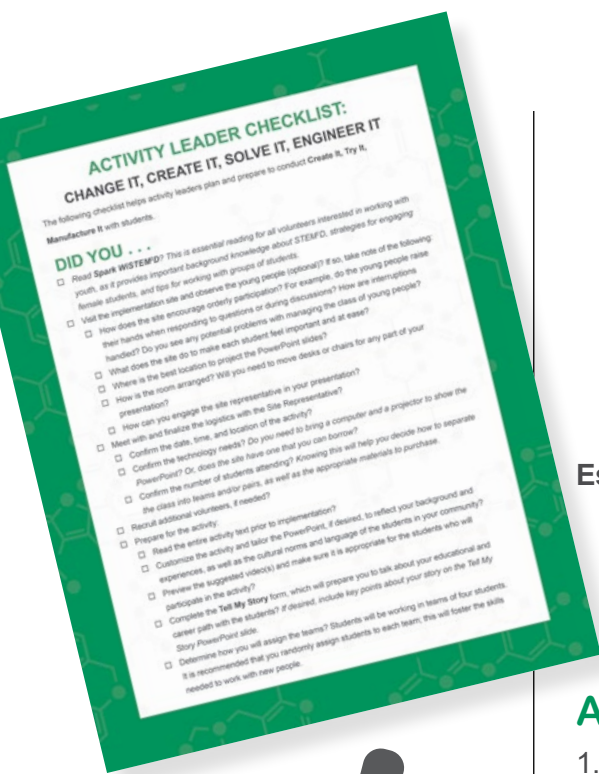 ACTIVITY LEADER CHECKLIST:
CHANGE IT, CREATE IT, SOLVE IT, ENGINEER IT
The following checklist helps activity leaders plan and prepare to conduct Create It, Try It,
Manufacture It with students.
DID YOU . . .
Read Spark WiSTEM²D? This is essential reading for all volunteers interested in working with
youth, as it provides important background knowledge about STEM²D, strategies for engaging
female students, and tips for working with groups of students.
Visit the implementation site and observe the young people (optional)? If so, take note of the following:
How does the site encourage orderly participation? For example, do the young people raise
their hands when responding to questions or during discussions? How are interruptions
handled? Do you see any potential problems with managing the class of young people?
What does the site do to make each student feel important and at ease?
Where is the best location to project the PowerPoint slides?
How is the room arranged? Will you need to move desks or chairs for any part of your
presentation?
How can you engage the site representative in your presentation?
Meet with and finalize the logistics with the Site Representative?
Confirm the date, time, and location of the activity?
Confirm the technology needs? Do you need to bring a computer and a projector to show the
PowerPoint? Or, does the site have one that you can borrow?
Confirm the number of students attending? Knowing this will help you decide how to separate
the class into teams and/or pairs, as well as the appropriate materials to purchase.
Recruit additional volunteers, if needed?
Prepare for the activity:
Read the entire activity text prior to implementation?
Customize the activity and tailor the PowerPoint, if desired, to reflect your background and
experiences, as well as the cultural norms and language of the students in your community?
Preview the suggested video(s) and make sure it is appropriate for the students who will
participate in the activity?
Complete the Tell My Story form, which will prepare you to talk about your educational and
career path with the students? If desired, include key points about your story on the Tell My
Story PowerPoint slide.
Determine how you will assign the teams? Students will be working in teams of four students.
It is recommended that you randomly assign students to each team; this will foster the skills
needed to work with new people.
Es
A
1.